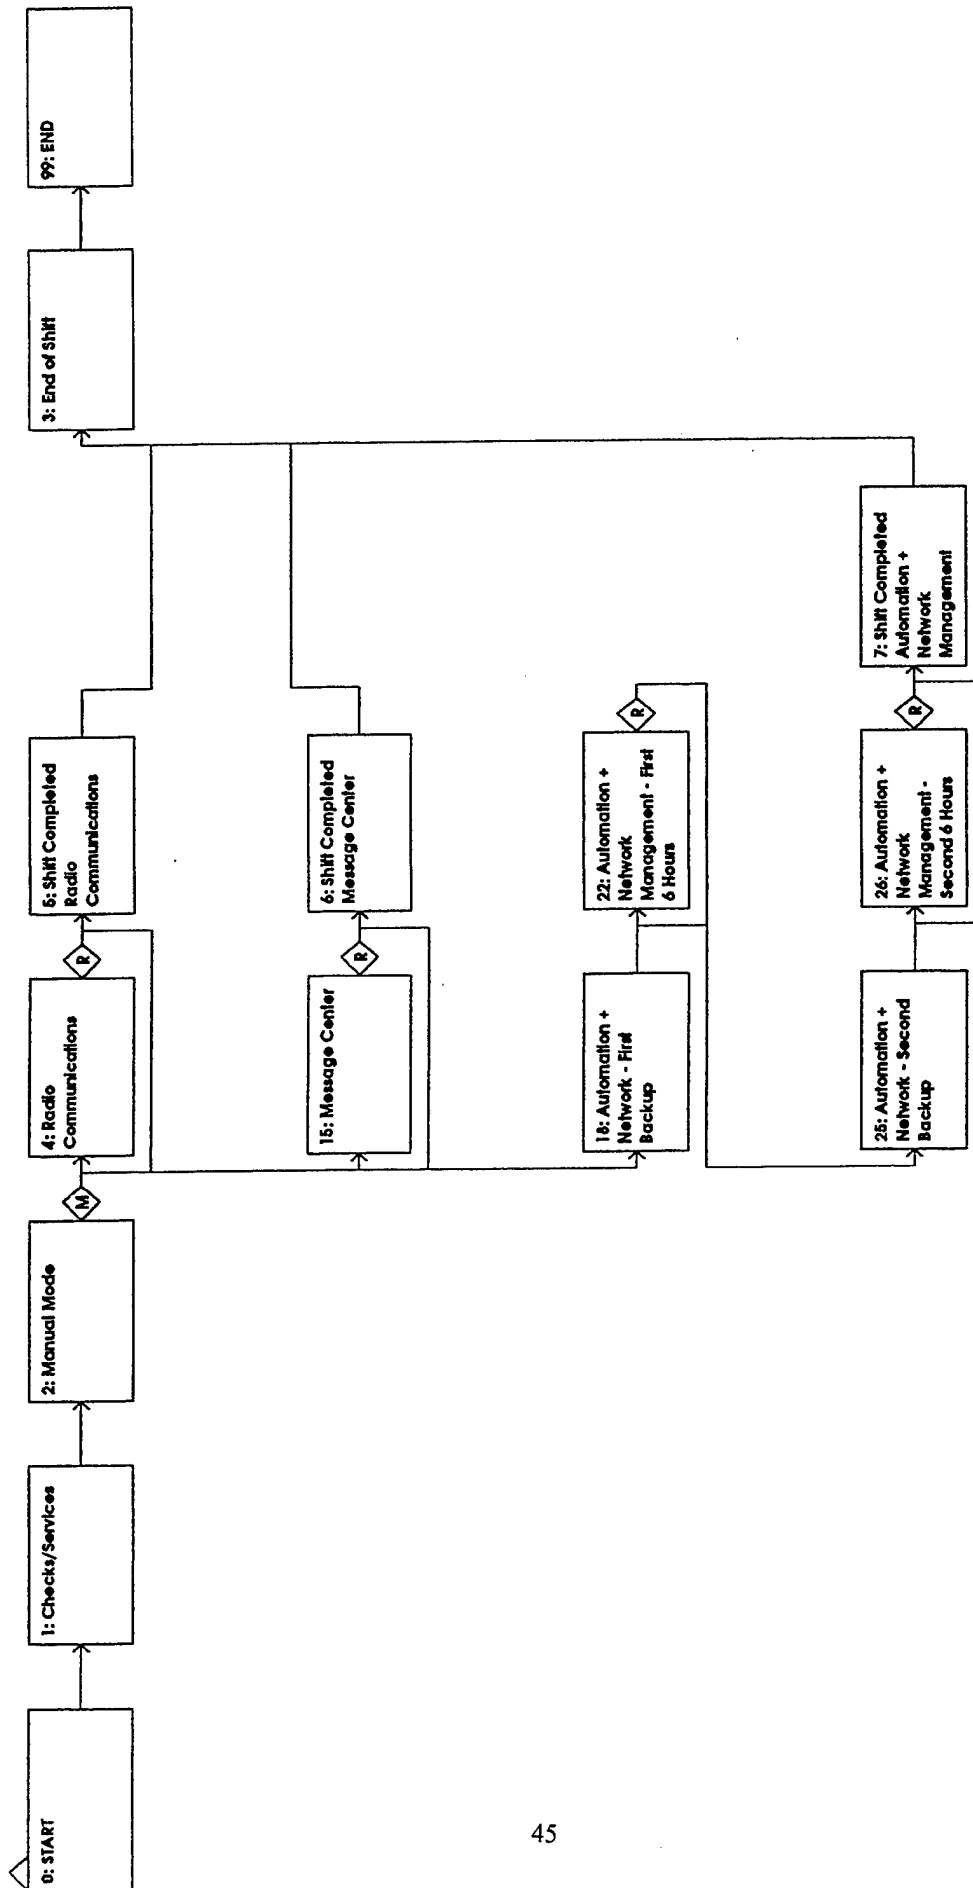 0: START
1: Checks/Services
2: Manual Mode
M
4: Radio
Communications
R
5: Shift Completed
Radio
Communications
3: End of Shift
99: END
15: Message Center
R
6: Shift Completed
Message Center
18: Automation +
Network - First
Backup
22: Automation +
Network
Management - First
6 Hours
R
25: Automation +
Network - Second
Backup
26: Automation +
Network
Management -
Second 6 Hours
R
7: Shift Completed
Automation +
Network
Management
45